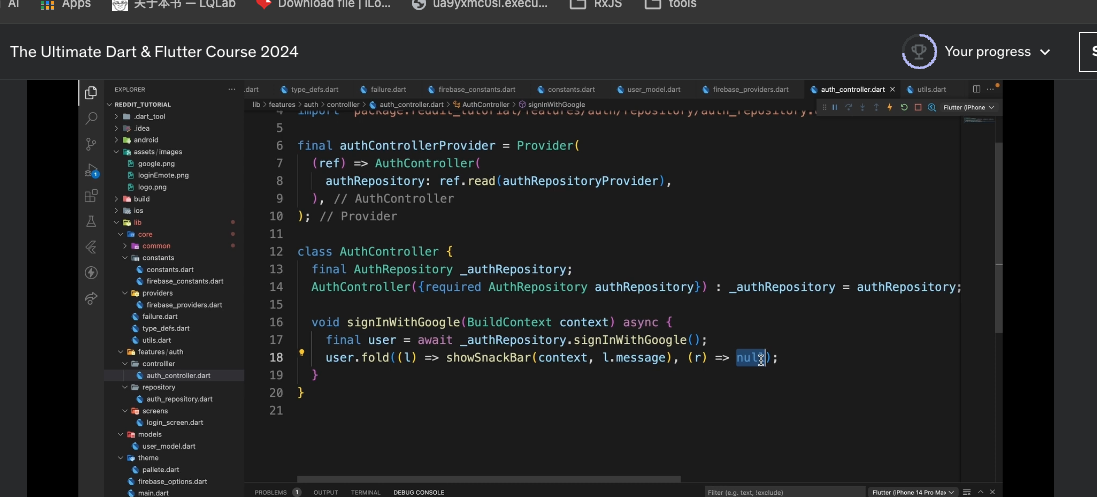 AI
Apps
关于本书 — LQLab
Download file | iLo...
ua9yxmc0si.execu...
RxJS
tools
The Ultimate Dart & Flutter Course 2024
Your progress
S
EXPLORER
REDDIT_TUTORIAL
.dart_tool
.idea
android
assets/images
google.png
loginEmote.png
logo.png
build
ios
lib
core
common
constants
constants.dart
firebase_constants.dart
providers
firebase_providers.dart
failure.dart
type_defs.dart
utils.dart
features/auth
controlller
auth_controller.dart
repository
auth_repository.dart
screens
login_screen.dart
models
user_model.dart
theme
pallete.dart
firebase_options.dart
main.dart
.dart
type_defs.dart
failure.dart
firebase_constants.dart
constants.dart
user_model.dart
firebase_providers.dart
auth_controller.dart
utils.dart
lib > features > auth > controlller > auth_controller.dart > AuthController > signInWithGoogle
Flutter (iPhone
4 import 'package:reddit_tutorial/features/auth/repository/auth_repository.
5
6 final authControllerProvider = Provider(
7 (ref) => AuthController(
8 authRepository: ref.read(authRepositoryProvider),
9 ), // AuthController
10 ); // Provider
11
12 class AuthController {
13 final AuthRepository _authRepository;
14 AuthController({required AuthRepository authRepository}) : _authRepository = authRepository;
15
16 void signInWithGoogle(BuildContext context) async {
17 final user = await _authRepository.signInWithGoogle();
18 user.fold((l) => showSnackBar(context, l.message), (r) => null);
19 }
20 }
21
PROBLEMS 1 OUTPUT TERMINAL DEBUG CONSOLE
Filter (e.g. text, !exclude)
Flutter (iPhone 14 Pro Max)
1